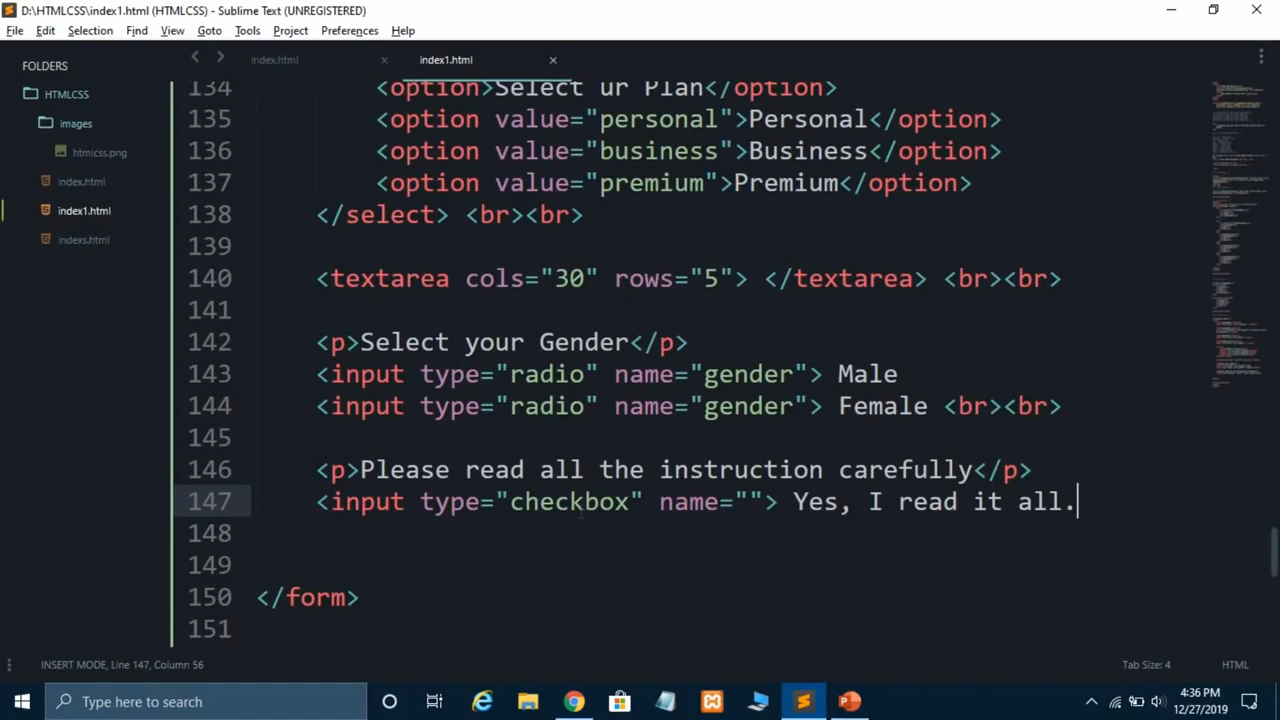 D:\HTMLCSS\index1.html (HTMLCSS) - Sublime Text (UNREGISTERED)
File Edit Selection Find View Goto Tools Project Preferences Help
FOLDERS
HTMLCSS
images
htmlcss.png
index.html
index1.html
indexs.html
index.html
index1.html
134 <option>Select ur Plan</option>
135 <option value="personal">Personal</option>
136 <option value="business">Business</option>
137 <option value="premium">Premium</option>
138 </select> <br><br>
139
140 <textarea cols="30" rows="5"> </textarea> <br><br>
141
142 <p>Select your Gender</p>
143 <input type="radio" name="gender"> Male
144 <input type="radio" name="gender"> Female <br><br>
145
146 <p>Please read all the instruction carefully</p>
147 <input type="checkbox" name=""> Yes, I read it all.
148
149
150 </form>
151
INSERT MODE, Line 147, Column 56
Tab Size: 4
HTML
Type here to search
4:36 PM
12/27/2019